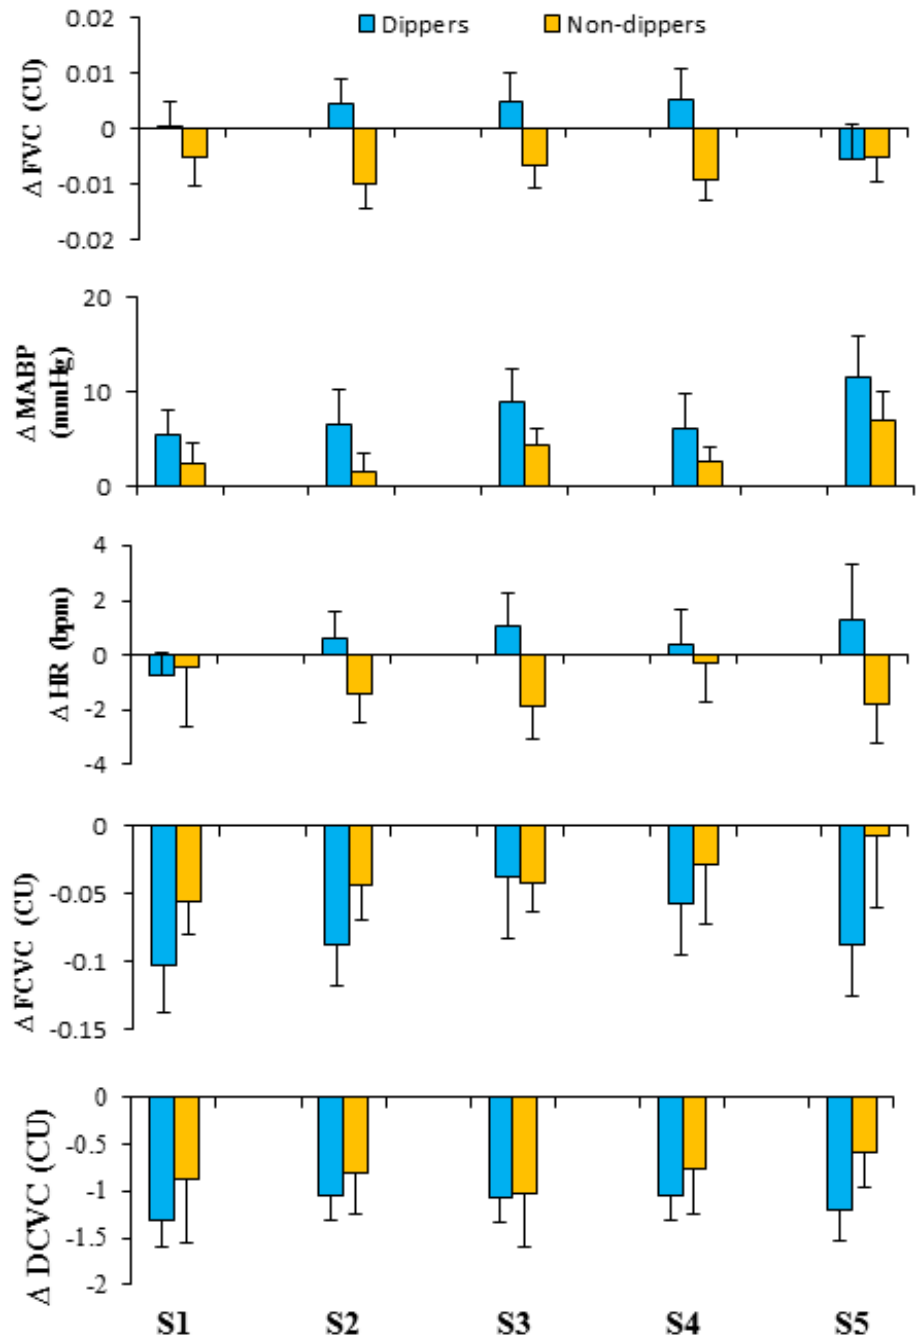 0.02
Dippers Non-dippers
0.01
0
-0.01
-0.02
Δ FVC (CU)
20
10
0
Δ MABP
(mmHg)
4
2
0
-2
-4
Δ HR (bpm)
0
-0.05
-0.1
-0.15
Δ FCVC (CU)
0
-0.5
-1
-1.5
-2
Δ DCVC (CU)
S1 S2 S3 S4 S5